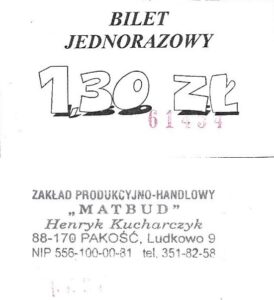 BILET
JEDNORAZOWY
1,30 ZŁ
61434
ZAKŁAD PRODUKCYJNO-HANDLOWY
„MATBUD"
Henryk Kucharczyk
88-170 PAKOŚĆ, Ludkowo 9
NIP 556-100-00-81 tel. 351-82-58